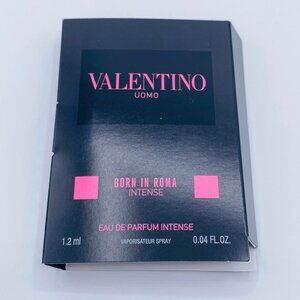 VALENTINO
UOMO
BORN IN ROMA
INTENSE
EAU DE PARFUM INTENSE
1.2 ml VAPORISATEUR SPRAY 0.04 FL.OZ.